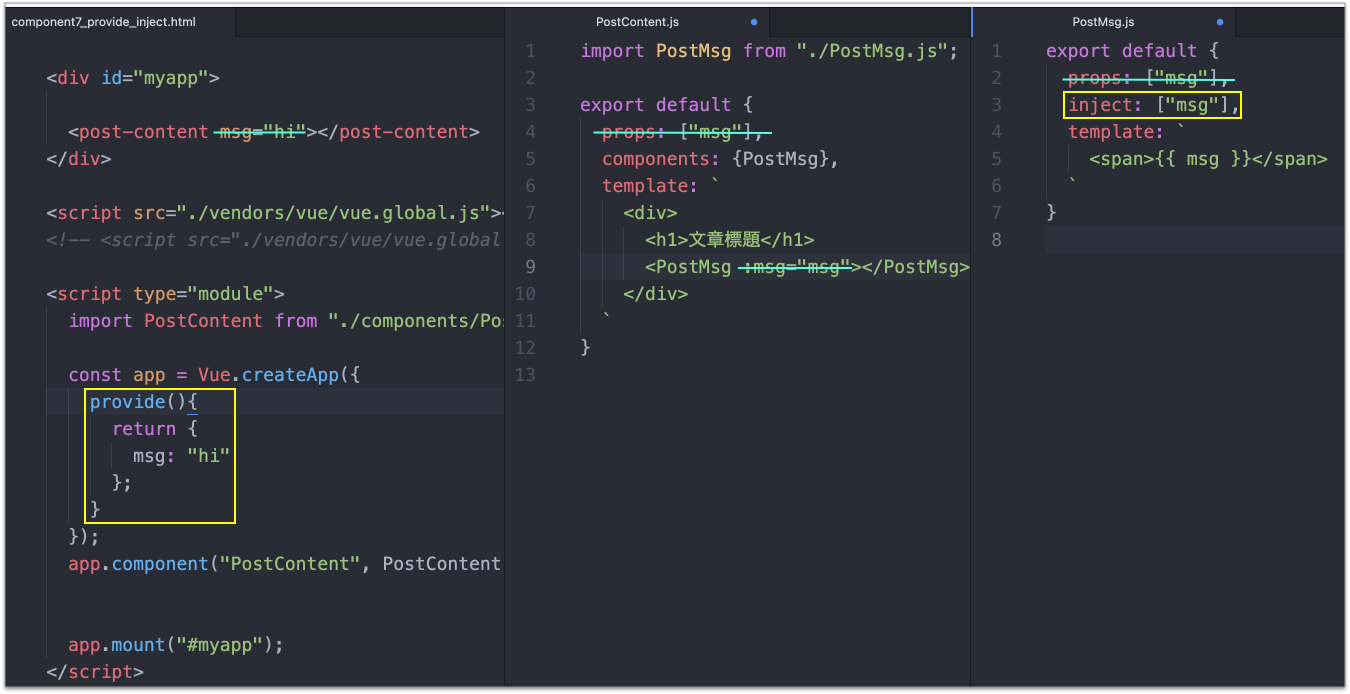 component7_provide_inject.html
<div id="myapp">
<post-content msg="hi"></post-content>
</div>
<script src="./vendors/vue/vue.global.js"><
<!-- <script src="./vendors/vue/vue.global
<script type="module">
import PostContent from "./components/Po
const app = Vue.createApp({
provide(){
return {
msg: "hi"
};
}
});
app.component("PostContent", PostContent
app.mount("#myapp");
</script>
PostContent.js
1 import PostMsg from "./PostMsg.js";
2
3 export default {
4 props: ["msg"],
5 components: {PostMsg},
6 template: `
7 <div>
8 <h1>文章標題</h1>
9 <PostMsg :msg="msg"></PostMsg>
10 </div>
11 `
12 }
13
PostMsg.js
1 export default {
2 props: ["msg"],
3 inject: ["msg"],
4 template: `
5 <span>{{ msg }}</span>
6 `
7 }
8